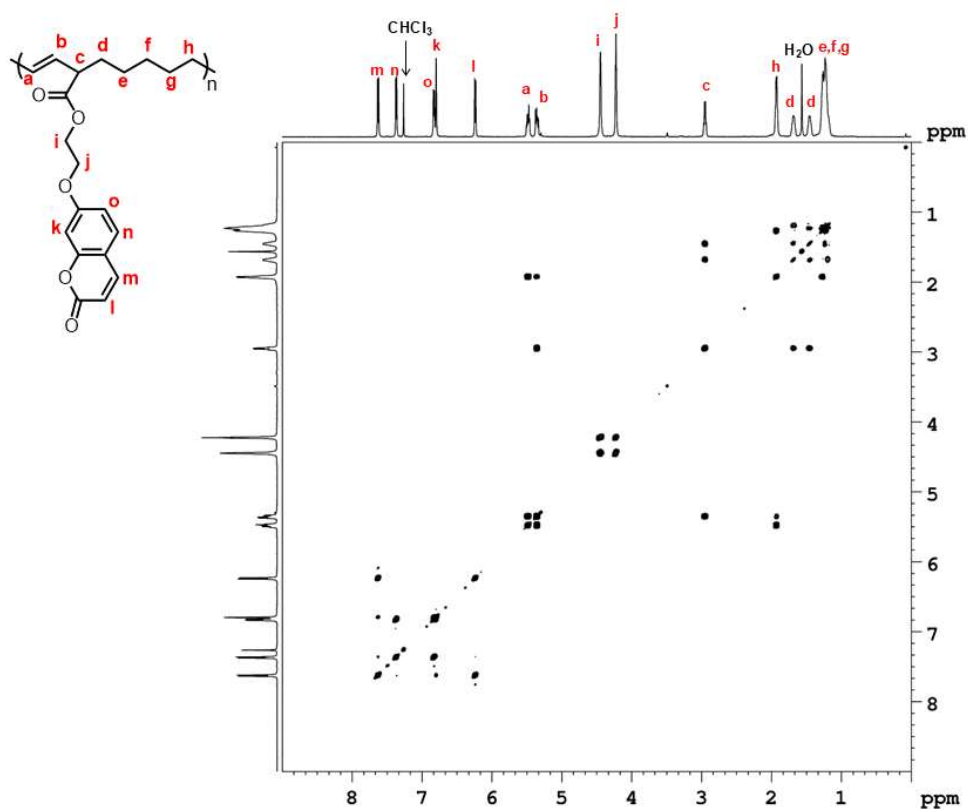 b d f h
c
a e g n
O
O
i
j
O
o
k n
O m
O l
CHCl3
j
k i H2O e,f,g
m n o l a b c h d d
ppm
1
2
3
4
5
6
7
8
8 7 6 5 4 3 2 1 ppm